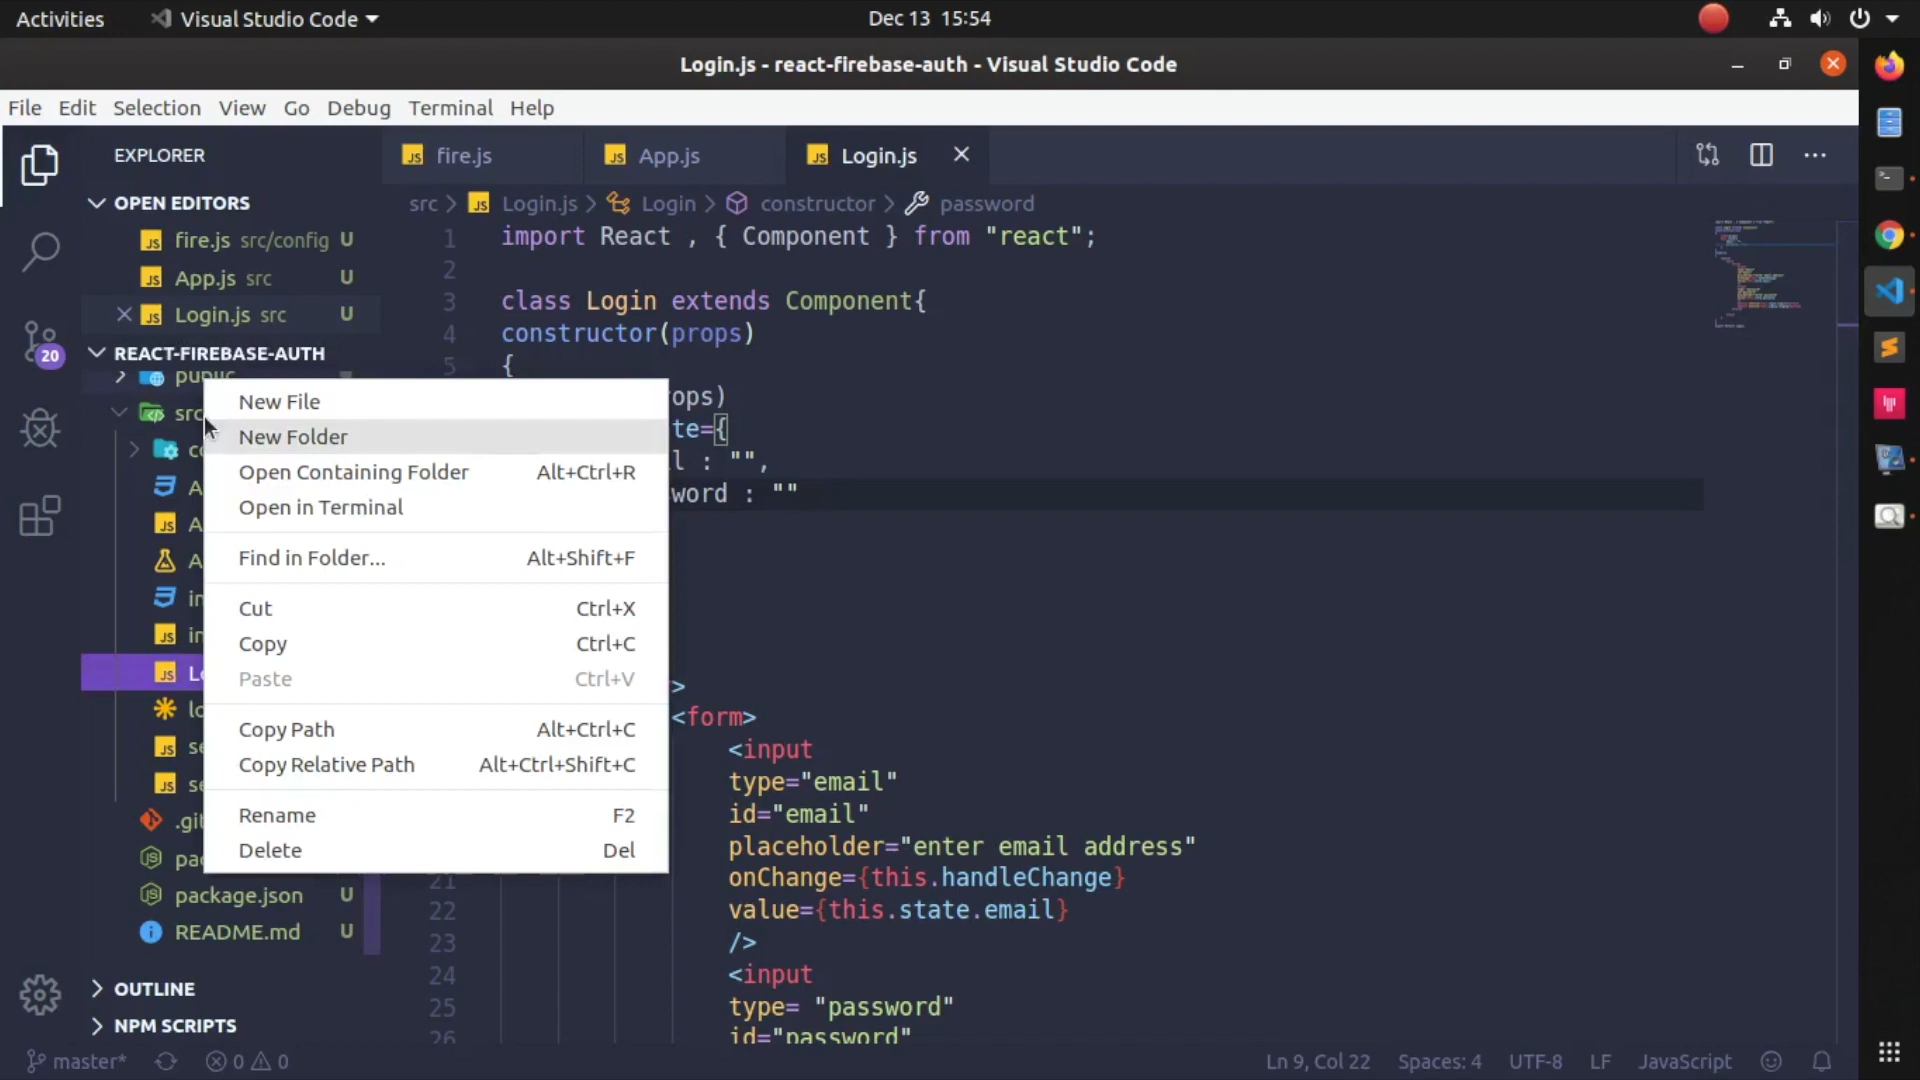 Activities
Visual Studio Code
Dec 13 15:54
Login.js - react-firebase-auth - Visual Studio Code
File Edit Selection View Go Debug Terminal Help
EXPLORER
fire.js
App.js
Login.js
OPEN EDITORS
fire.js src/config U
App.js src U
Login.js src U
20
REACT-FIREBASE-AUTH
public
src
.git
package.json U
README.md U
OUTLINE
NPM SCRIPTS
New File
New Folder
Open Containing Folder Alt+Ctrl+R
Open in Terminal
Find in Folder... Alt+Shift+F
Cut Ctrl+X
Copy Ctrl+C
Paste Ctrl+V
Copy Path Alt+Ctrl+C
Copy Relative Path Alt+Ctrl+Shift+C
Rename F2
Delete Del
src > Login.js > Login > constructor > password
1 import React , { Component } from "react";
2
3 class Login extends Component{
4 constructor(props)
5 {
ops)
te={
l : "",
word : ""
>
<form>
<input
type="email"
id="email"
placeholder="enter email address"
21 onChange={this.handleChange}
22 value={this.state.email}
23 />
24 <input
25 type= "password"
26 id="password"
master* 0 0
Ln 9, Col 22 Spaces: 4 UTF-8 LF JavaScript